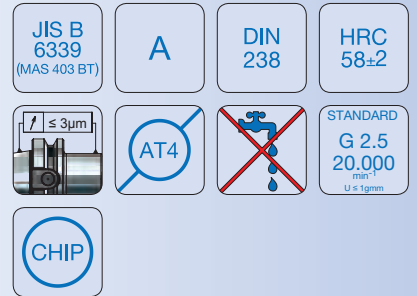 JIS B
6339
(MAS 403 BT)
A
DIN
238
HRC
58±2
↗ ≤ 3µm
AT4
STANDARD
G 2.5
20.000
min⁻¹
U ≤ 1gmm
CHIP